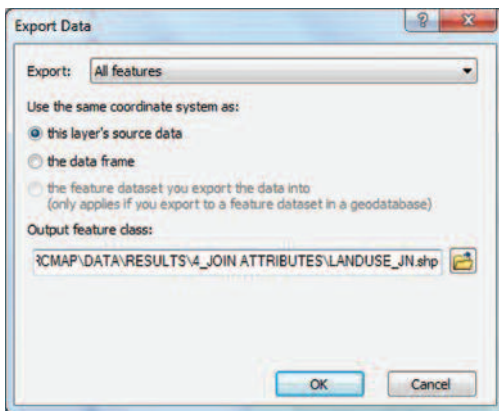 Export Data
Export: All features
Use the same coordinate system as:
this layer's source data
the data frame
the feature dataset you export the data into
(only applies if you export to a feature dataset in a geodatabase)
Output feature class:
RCMAP\DATA\RESULTS\4_JOIN ATTRIBUTES\LANDUSE_JN.shp
OK Cancel